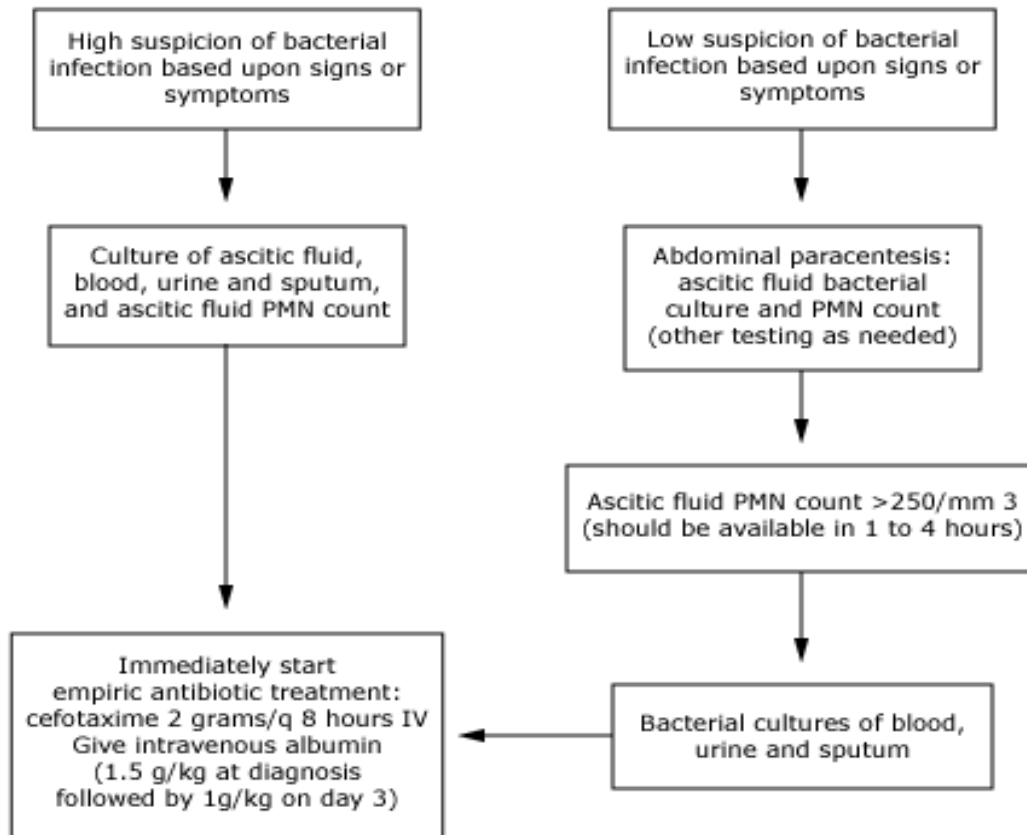 High suspicion of bacterial
infection based upon signs or
symptoms
Low suspicion of bacterial
infection based upon signs or
symptoms
Culture of ascitic fluid,
blood, urine and sputum,
and ascitic fluid PMN count
Abdominal paracentesis:
ascitic fluid bacterial
culture and PMN count
(other testing as needed)
Ascitic fluid PMN count >250/mm 3
(should be available in 1 to 4 hours)
Immediately start
empiric antibiotic treatment:
cefotaxime 2 grams/q 8 hours IV
Give intravenous albumin
(1.5 g/kg at diagnosis
followed by 1g/kg on day 3)
Bacterial cultures of blood,
urine and sputum